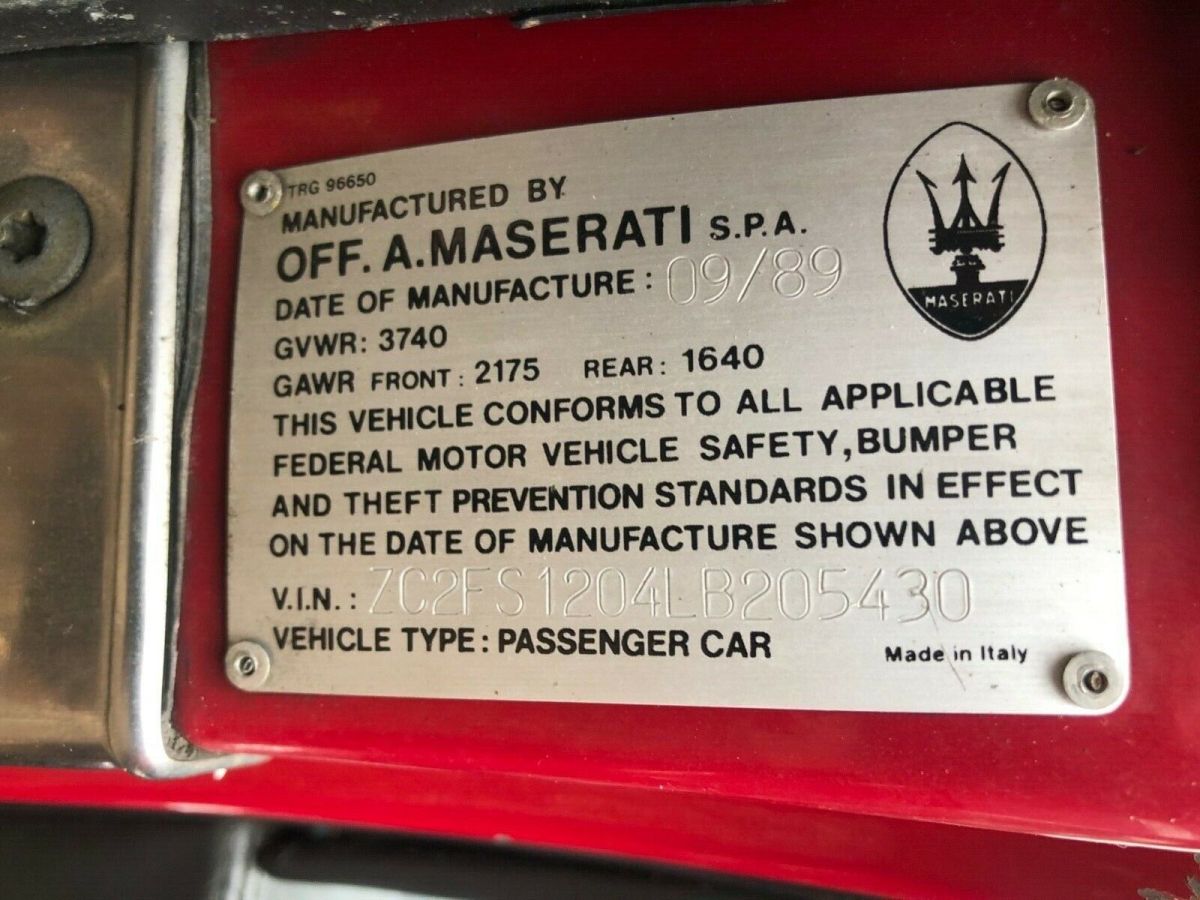 TRG 96650
MANUFACTURED BY
OFF. A. MASERATI S.P.A.
DATE OF MANUFACTURE: 09/89
GVWR: 3740
GAWR FRONT: 2175 REAR: 1640
THIS VEHICLE CONFORMS TO ALL APPLICABLE
FEDERAL MOTOR VEHICLE SAFETY, BUMPER
AND THEFT PREVENTION STANDARDS IN EFFECT
ON THE DATE OF MANUFACTURE SHOWN ABOVE
V.I.N.: ZC2FS1204LB205430
VEHICLE TYPE: PASSENGER CAR
Made in Italy
MASERATI